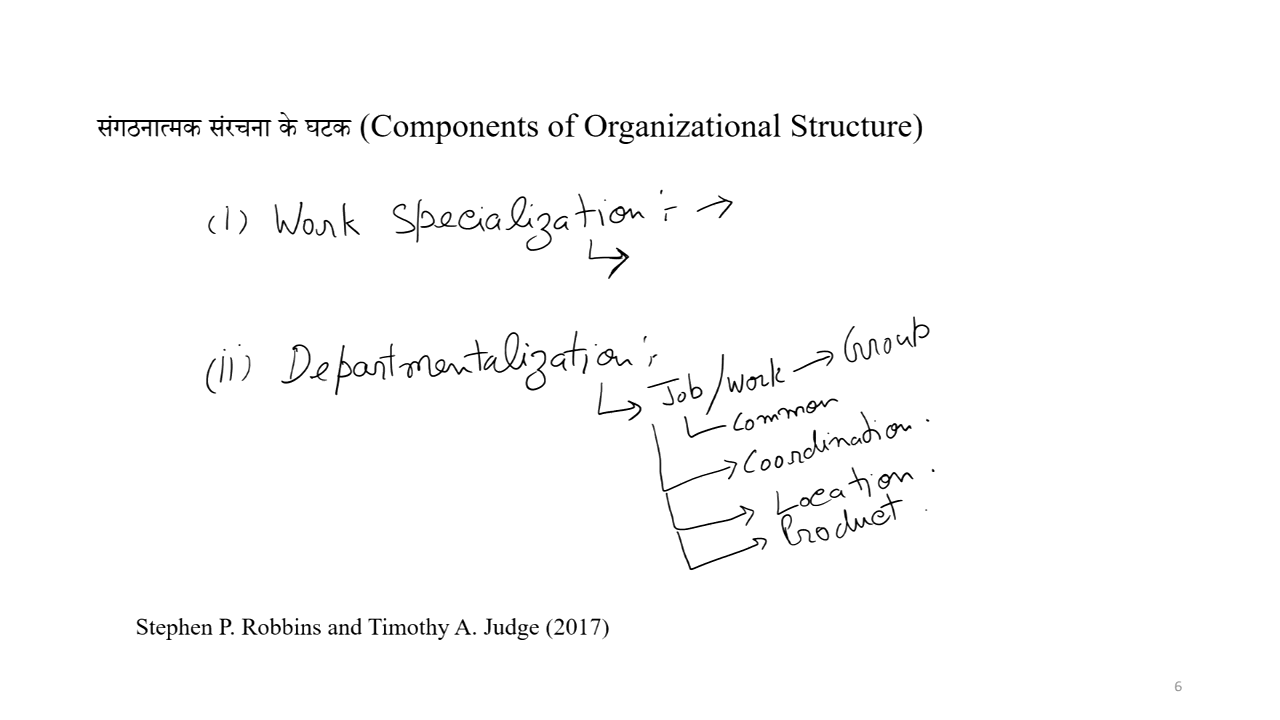 संगठनात्मक संरचना के घटक (Components of Organizational Structure)
(i) Work Specialization :- →
(ii) Departmentalization :-
Job/work → Group
Common
Coordination.
Location.
Product.
Stephen P. Robbins and Timothy A. Judge (2017)
6